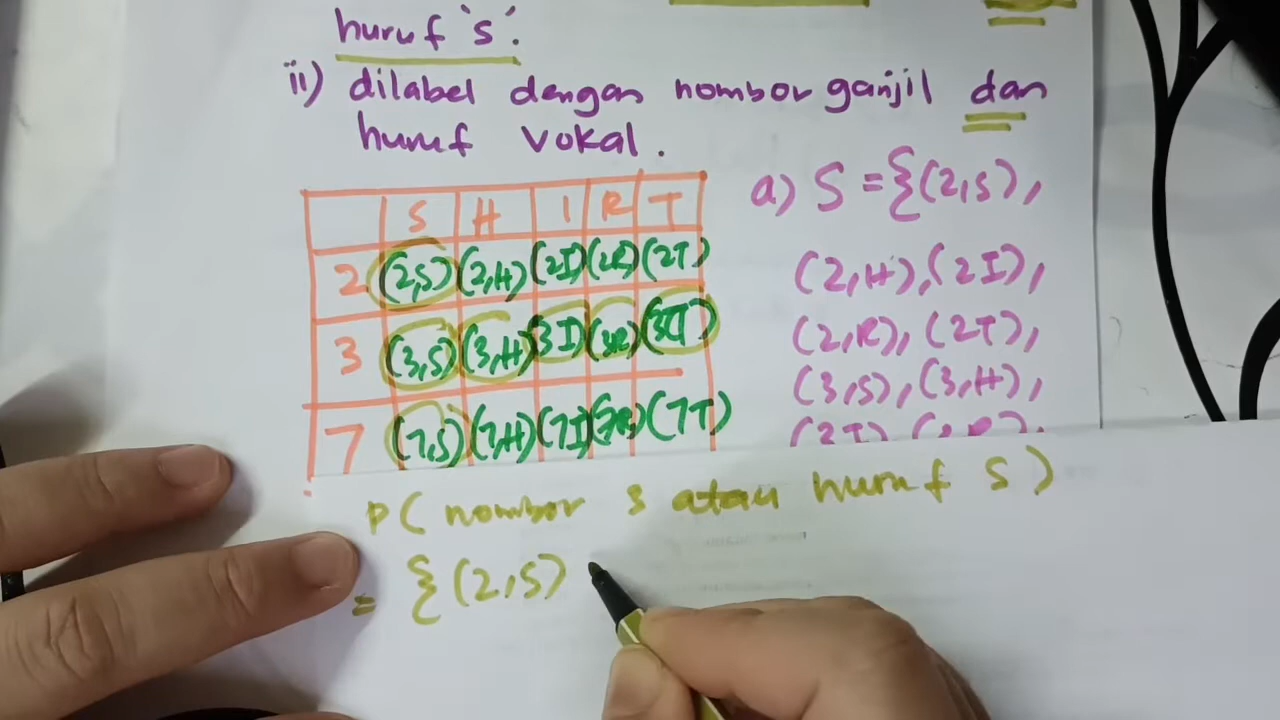 huruf 's'.
ii) dilabel dengan nombor ganjil dan
huruf vokal.
S H I R T
2 (2,S) (2,H) (2I) (2R) (2T)
3 (3,S) (3,H) (3I) (3R) (3T)
7 (7,S) (7,H) (7I) (7R) (7T)
a) S = {(2,S),
(2,H), (2I),
(2,R), (2T),
(3,S), (3,H),
(3I), (3,R),
P( nombor 3 atau huruf S )
= { (2,S)